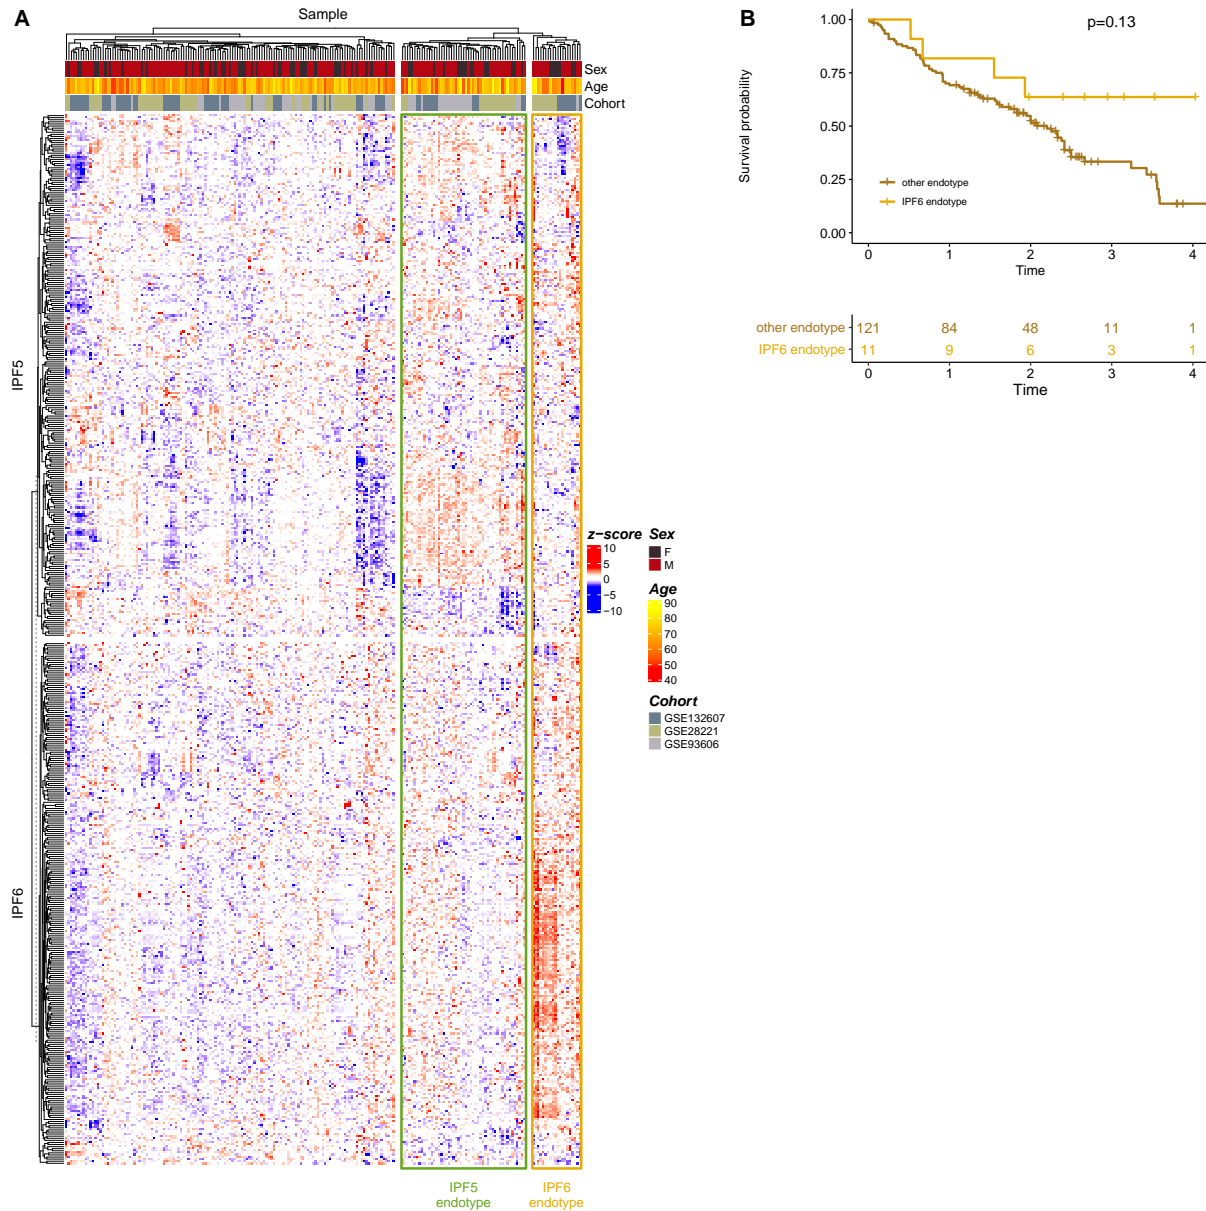 A
Sample
Sex
Age
Cohort
IPF5
IPF6
IPF5
endotype
IPF6
endotype
z−score
10
5
0
−5
−10
Sex
F
M
Age
90
80
70
60
50
40
Cohort
GSE132607
GSE28221
GSE93606
B
p=0.13
Survival probability
1.00
0.75
0.50
0.25
0.00
other endotype
IPF6 endotype
0 1 2 3 4
Time
other endotype 121 84 48 11 1
IPF6 endotype 11 9 6 3 1
0 1 2 3 4
Time